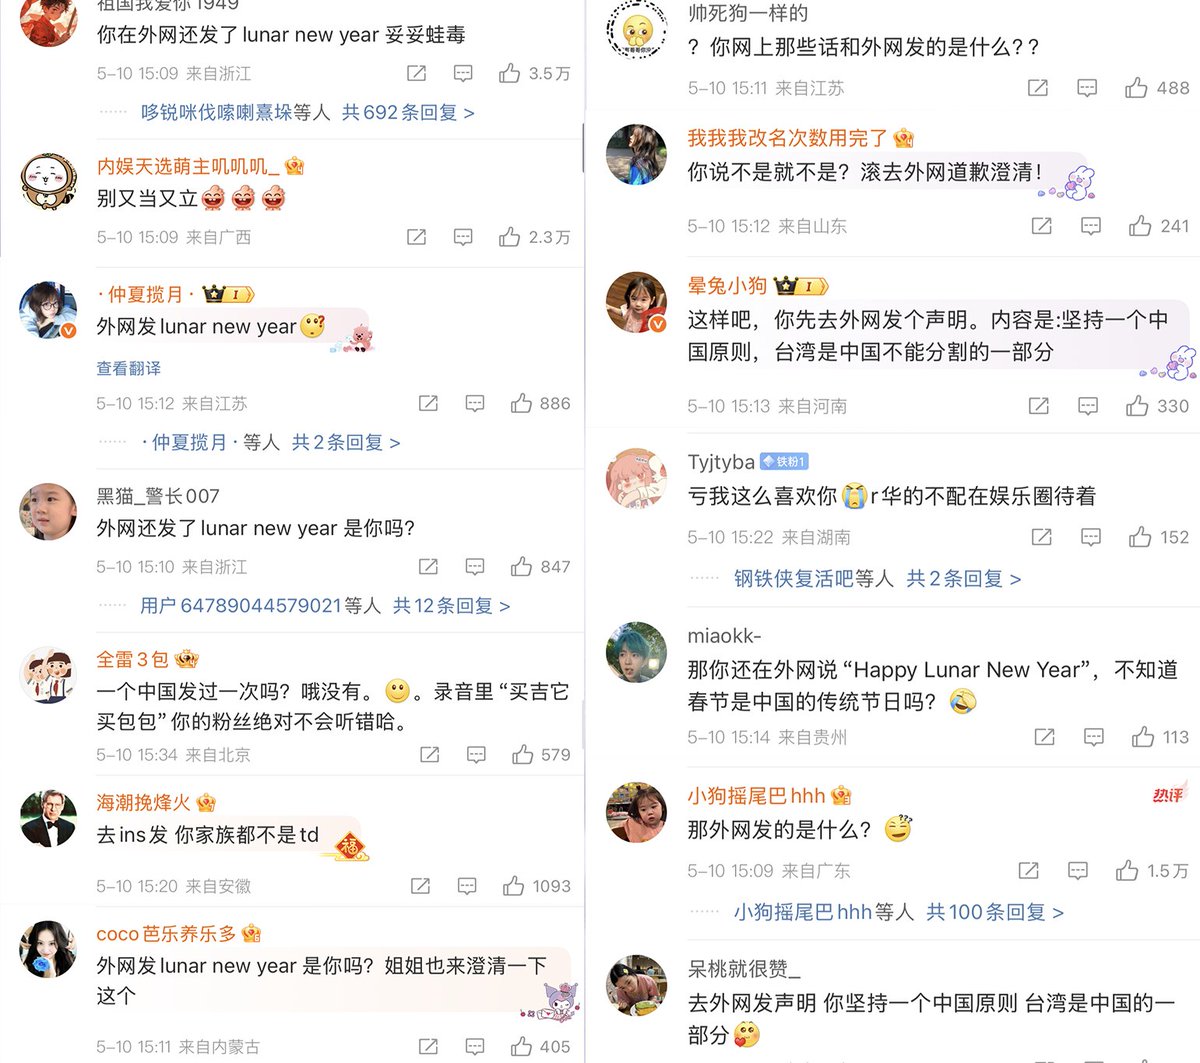 祖国我爱你 1949
你在外网还发了lunar new year 妥妥蛙毒
5-10 15:09 来自浙江
3.5万
哆锐咪伐嗦喇熹垛等人 共692条回复 >
内娱天选萌主叽叽叽_
别又当又立
5-10 15:09 来自广西
2.3万
·仲夏揽月·
I
外网发lunar new year
查看翻译
5-10 15:12 来自江苏
886
·仲夏揽月·等人 共2条回复 >
黑猫_警长007
外网还发了lunar new year 是你吗?
5-10 15:10 来自浙江
847
用户64789044579021等人 共12条回复 >
全雷3包
一个中国发过一次吗？哦没有。。录音里“买吉它
买包包”你的粉丝绝对不会听错哈。
5-10 15:34 来自北京
579
海潮挽烽火
去ins发 你家族都不是td
福
5-10 15:20 来自安徽
1093
coco芭乐养乐多
外网发lunar new year 是你吗？姐姐也来澄清一下
这个
5-10 15:11 来自内蒙古
405
帅死狗一样的
？你网上那些话和外网发的是什么? ?
5-10 15:11 来自江苏
488
我我我改名次数用完了
你说不是就不是？滚去外网道歉澄清！
5-10 15:12 来自山东
241
晕兔小狗
I
这样吧，你先去外网发个声明。内容是:坚持一个中
国原则，台湾是中国不能分割的一部分
5-10 15:13 来自河南
330
Tyjtyba 铁粉1
亏我这么喜欢你r华的不配在娱乐圈待着
5-10 15:22 来自湖南
152
钢铁侠复活吧等人 共2条回复 >
miaokk-
那你还在外网说 “Happy Lunar New Year”，不知道
春节是中国的传统节日吗？
5-10 15:14 来自贵州
113
小狗摇尾巴hhh
热评
那外网发的是什么？
5-10 15:09 来自广东
1.5万
小狗摇尾巴hhh等人 共100条回复 >
呆桃就很赞_
去外网发声明 你坚持一个中国原则 台湾是中国的一
部分